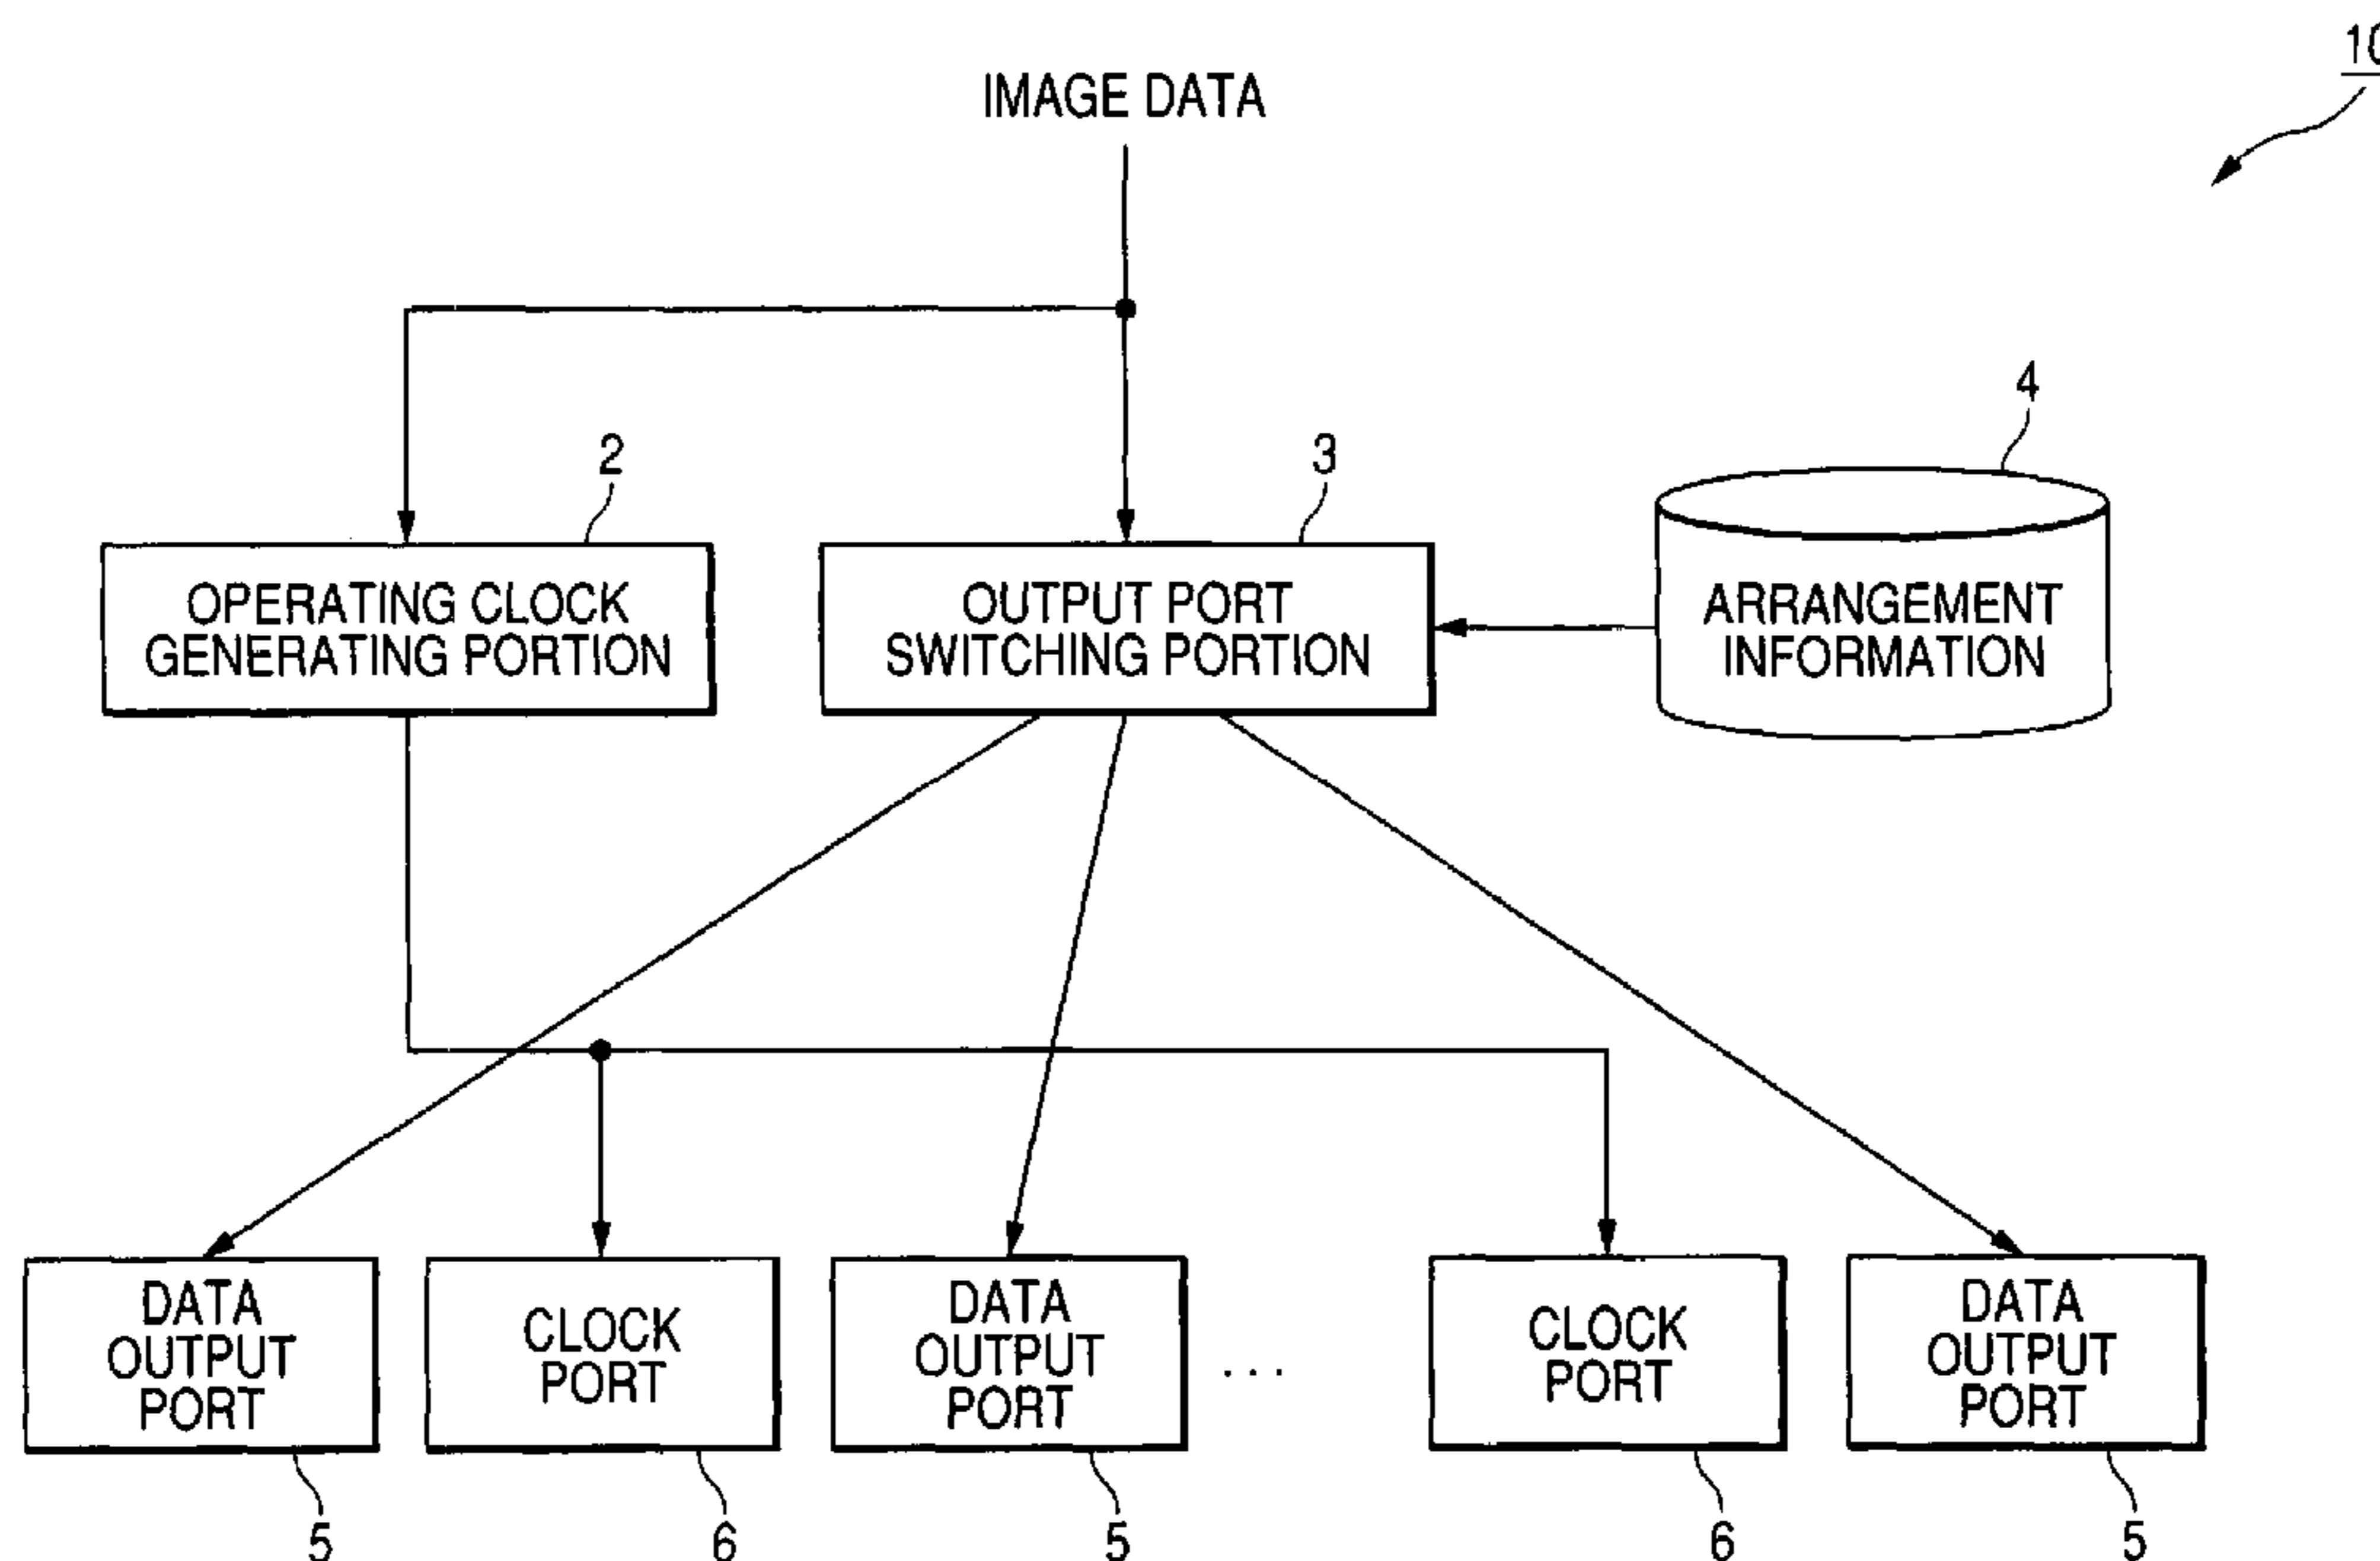 10
IMAGE DATA
4
2
3
OPERATING CLOCK
GENERATING PORTION
OUTPUT PORT
SWITCHING PORTION
ARRANGEMENT
INFORMATION
DATA
OUTPUT
PORT
CLOCK
PORT
DATA
OUTPUT
PORT
...
CLOCK
PORT
DATA
OUTPUT
PORT
5
6
5
6
5